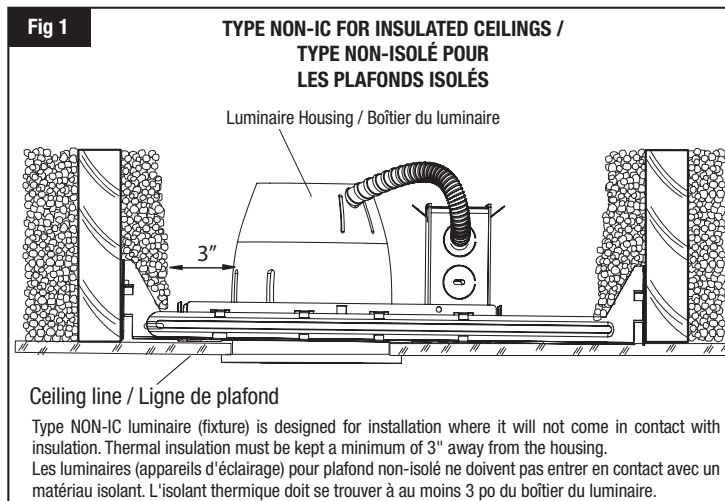 Fig 1
TYPE NON-IC FOR INSULATED CEILINGS /
TYPE NON-ISOLÉ POUR
LES PLAFONDS ISOLÉS
Luminaire Housing / Boîtier du luminaire
3"
Ceiling line / Ligne de plafond
Type NON-IC luminaire (fixture) is designed for installation where it will not come in contact with
insulation. Thermal insulation must be kept a minimum of 3" away from the housing.
Les luminaires (appareils d'éclairage) pour plafond non-isolé ne doivent pas entrer en contact avec un
matériau isolant. L'isolant thermique doit se trouver à au moins 3 po du boîtier du luminaire.